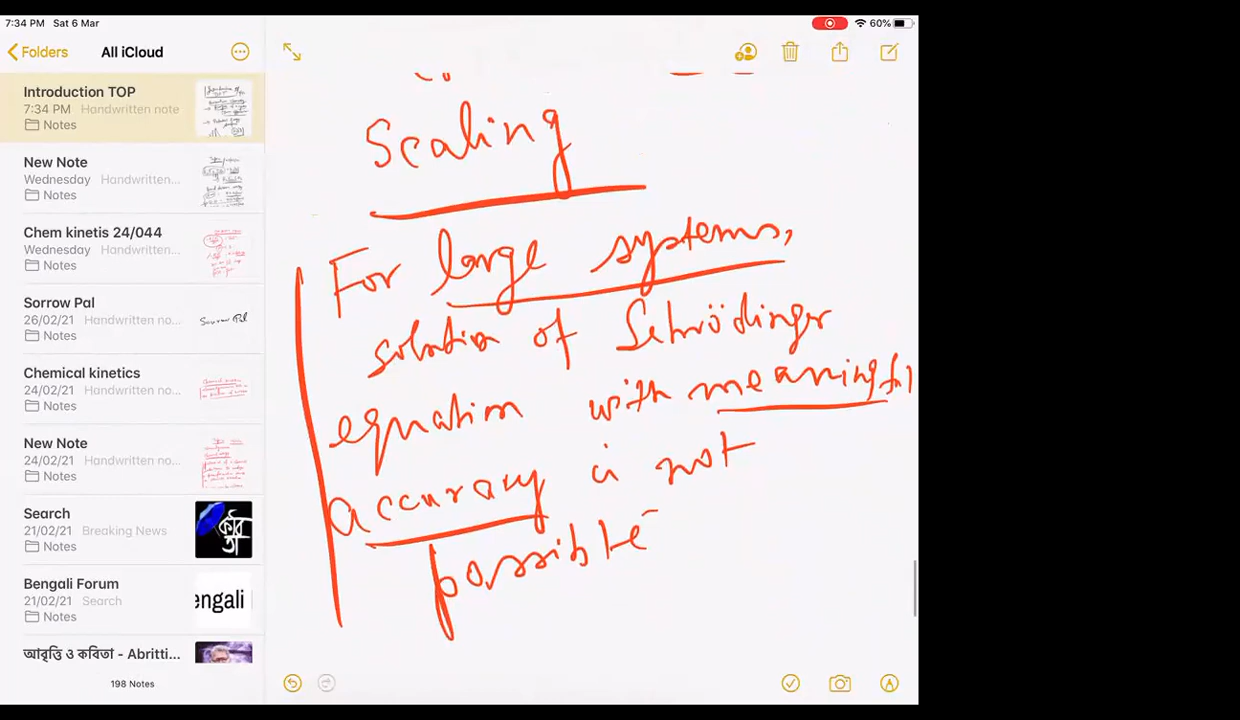 7:34 PM Sat 6 Mar
60%
Folders
All iCloud
Introduction TOP
7:34 PM Handwritten note
Notes
New Note
Wednesday Handwritten...
Notes
Chem kinetis 24/044
Wednesday Handwritten...
Notes
Sorrow Pal
26/02/21 Handwritten no...
Notes
Chemical kinetics
24/02/21 Handwritten no...
Notes
New Note
24/02/21 Handwritten no...
Notes
Search
21/02/21 Breaking News
Notes
Bengali Forum
21/02/21 Search
Notes
engali
আবৃত্তি ও কবিতা - Abritti...
198 Notes
Scaling
For large systems,
solution of Schrödinger
equation with meaningful
accuracy is not
possible